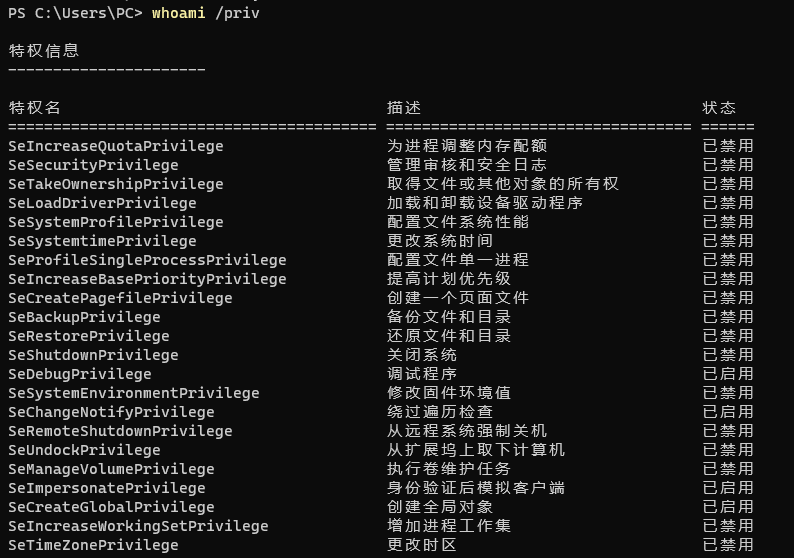 PS C:\Users\PC> whoami /priv
特权信息
----------------------
特权名 描述 状态
========================================= ================================== ======
SeIncreaseQuotaPrivilege 为进程调整内存配额 已禁用
SeSecurityPrivilege 管理审核和安全日志 已禁用
SeTakeOwnershipPrivilege 取得文件或其他对象的所有权 已禁用
SeLoadDriverPrivilege 加载和卸载设备驱动程序 已禁用
SeSystemProfilePrivilege 配置文件系统性能 已禁用
SeSystemtimePrivilege 更改系统时间 已禁用
SeProfileSingleProcessPrivilege 配置文件单一进程 已禁用
SeIncreaseBasePriorityPrivilege 提高计划优先级 已禁用
SeCreatePagefilePrivilege 创建一个页面文件 已禁用
SeBackupPrivilege 备份文件和目录 已禁用
SeRestorePrivilege 还原文件和目录 已禁用
SeShutdownPrivilege 关闭系统 已禁用
SeDebugPrivilege 调试程序 已启用
SeSystemEnvironmentPrivilege 修改固件环境值 已禁用
SeChangeNotifyPrivilege 绕过遍历检查 已启用
SeRemoteShutdownPrivilege 从远程系统强制关机 已禁用
SeUndockPrivilege 从扩展坞上取下计算机 已禁用
SeManageVolumePrivilege 执行卷维护任务 已禁用
SeImpersonatePrivilege 身份验证后模拟客户端 已启用
SeCreateGlobalPrivilege 创建全局对象 已启用
SeIncreaseWorkingSetPrivilege 增加进程工作集 已禁用
SeTimeZonePrivilege 更改时区 已禁用